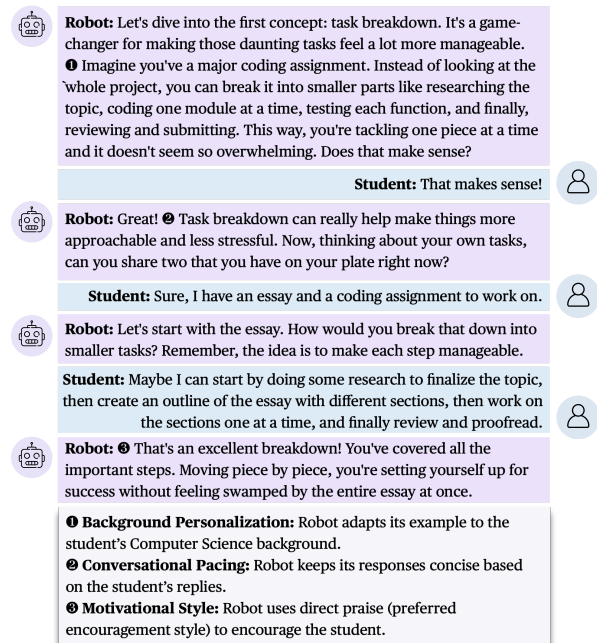 Robot: Let's dive into the first concept: task breakdown. It's a game-
changer for making those daunting tasks feel a lot more manageable.
❶ Imagine you've a major coding assignment. Instead of looking at the
`whole project, you can break it into smaller parts like researching the
topic, coding one module at a time, testing each function, and finally,
reviewing and submitting. This way, you're tackling one piece at a time
and it doesn't seem so overwhelming. Does that make sense?
Student: That makes sense!
Robot: Great! ❷ Task breakdown can really help make things more
approachable and less stressful. Now, thinking about your own tasks,
can you share two that you have on your plate right now?
Student: Sure, I have an essay and a coding assignment to work on.
Robot: Let's start with the essay. How would you break that down into
smaller tasks? Remember, the idea is to make each step manageable.
Student: Maybe I can start by doing some research to finalize the topic,
then create an outline of the essay with different sections, then work on
the sections one at a time, and finally review and proofread.
Robot: ❸ That's an excellent breakdown! You've covered all the
important steps. Moving piece by piece, you're setting yourself up for
success without feeling swamped by the entire essay at once.
❶ Background Personalization: Robot adapts its example to the
student's Computer Science background.
❷ Conversational Pacing: Robot keeps its responses concise based
on the student's replies.
❸ Motivational Style: Robot uses direct praise (preferred
encouragement style) to encourage the student.